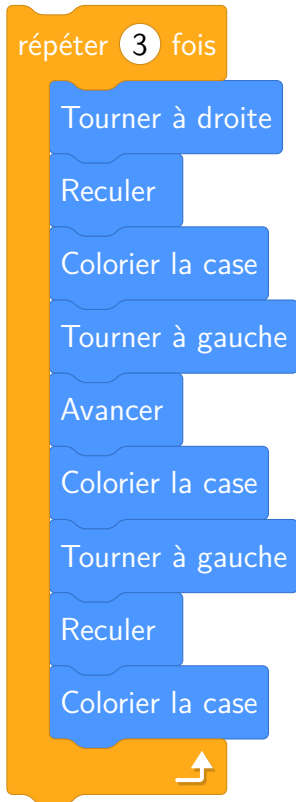 répéter 3 fois
Tourner à droite
Reculer
Colorier la case
Tourner à gauche
Avancer
Colorier la case
Tourner à gauche
Reculer
Colorier la case